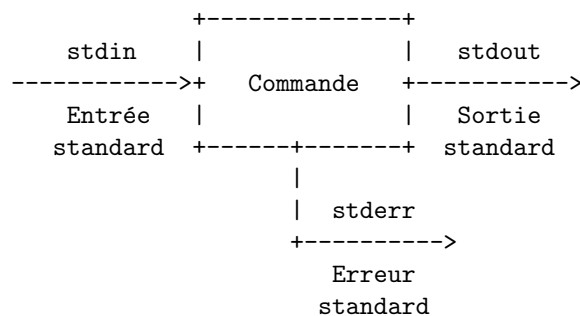 +--------------+
stdin | | stdout
------------>+ Commande +------------>
Entrée | | Sortie
standard +------+-------+ standard
|
| stderr
+---------->
Erreur
standard